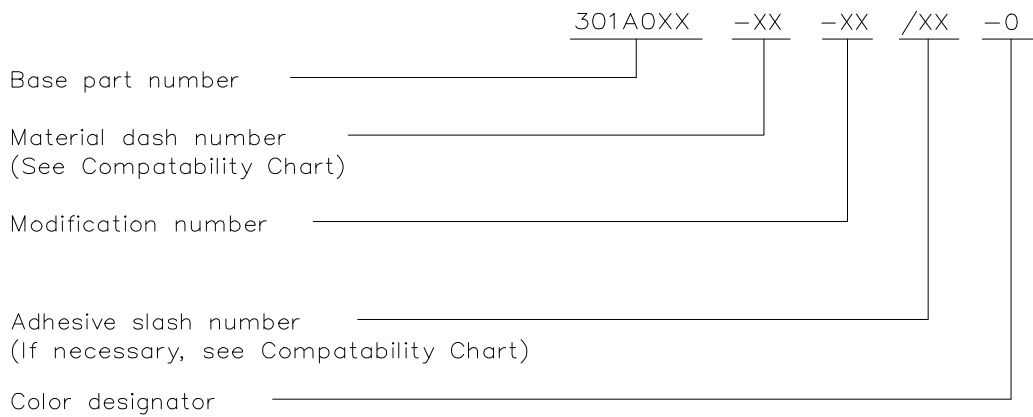 301A0XX -XX -XX /XX -0
Base part number
Material dash number
(See Compatability Chart)
Modification number
Adhesive slash number
(If necessary, see Compatability Chart)
Color designator